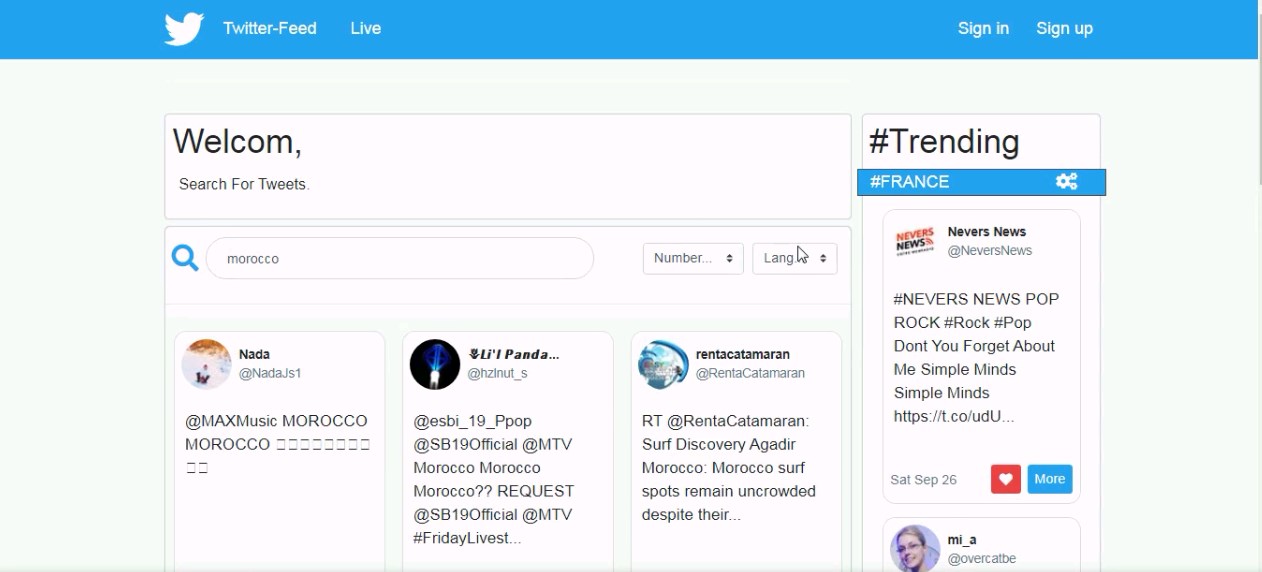 Twitter-Feed Live Sign in Sign up
Welcom,
Search For Tweets.
morocco Number... Lang...
Nada
@NadaJs1
@MAXMusic MOROCCO
MOROCCO □□□□□□□□□
□□
Li'l Panda...
@hzlnut_s
@esbi_19_Ppop
@SB19Official @MTV
Morocco Morocco
Morocco?? REQUEST
@SB19Official @MTV
#FridayLivest...
rentacatamaran
@RentaCatamaran
RT @RentaCatamaran:
Surf Discovery Agadir
Morocco: Morocco surf
spots remain uncrowded
despite their...
#Trending
#FRANCE
NEVERS
NEWS
Nevers News
@NeversNews
#NEVERS NEWS POP
ROCK #Rock #Pop
Dont You Forget About
Me Simple Minds
Simple Minds
https://t.co/udU...
Sat Sep 26 More
mi_a
@overcatbe